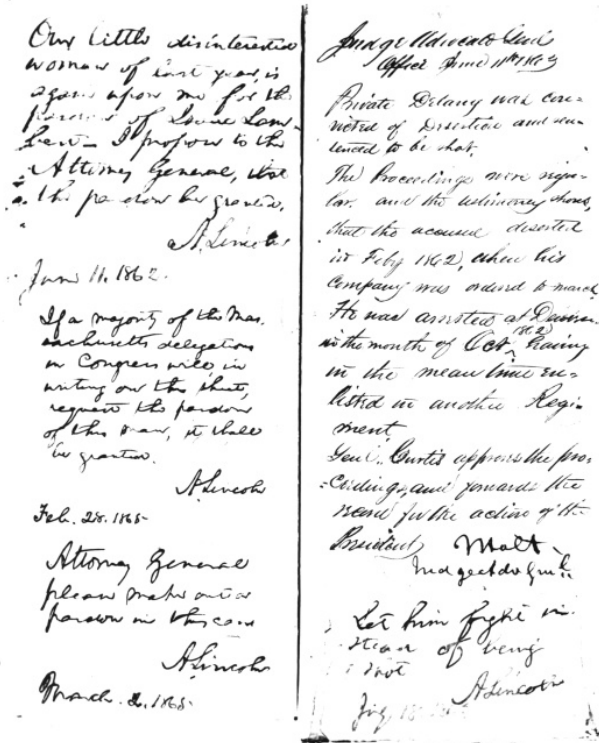 Our little disinterested
woman of last year, is
again upon me for the
pardon of Louis Lam-
bert - I propose to the
Attorney General, that
the pardon be granted.
A. Lincoln
June 11. 1862.
If a majority of the Mas-
sachusetts delegation
in Congress will, in
writing on this sheet,
request the pardon
of this man, it shall
be granted.
A. Lincoln
Feb. 28. 1865-
Attorney General
please make out a
pardon in this case
A. Lincoln
March. 2. 1865-
Judge Advocate Genl
Office June
Private Delany was con-
victed of Desertion and sen-
tenced to be shot.
The Proceedings were regu-
lar, and the testimony shows,
that the accused deserted
in Feby 1862, when his
Company was ordered to march.
He was arrested at
in the month of Oct. 1862 having
in the mean time en-
listed in another Regi-
ment
Genl. Curtis approves the pro-
ceedings, and forwards the
record for the action of the
President,
Holt
Let him fight in-
stead of being
shot
A. Lincoln